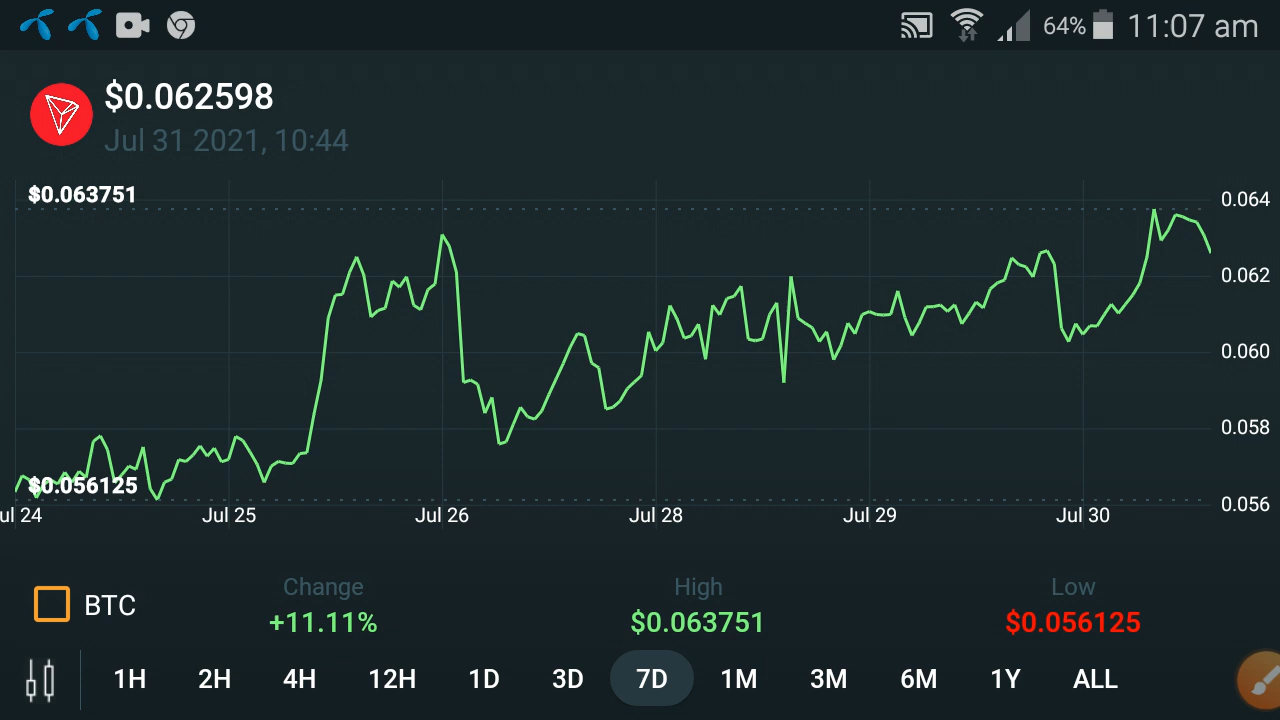 64% 11:07 am
$0.062598
Jul 31 2021, 10:44
$0.063751
0.064
0.062
0.060
0.058
$0.056125
0.056
ul 24 Jul 25 Jul 26 Jul 28 Jul 29 Jul 30
BTC
Change High Low
+11.11% $0.063751 $0.056125
1H 2H 4H 12H 1D 3D 7D 1M 3M 6M 1Y ALL